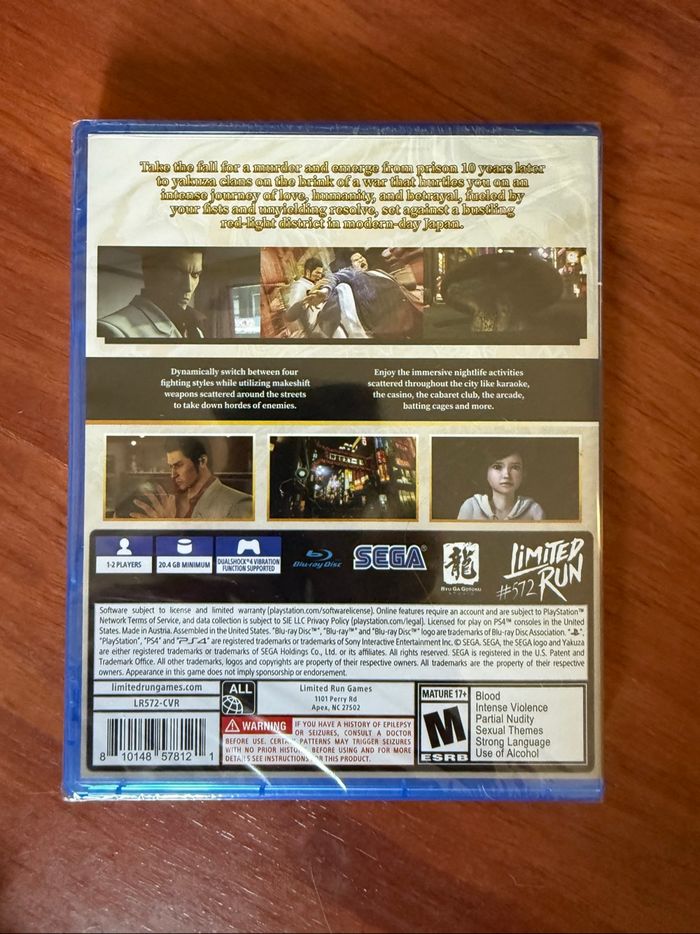 Take the fall for a murder and emerge from prison 10 years later
to yakuza clans on the brink of a war that hurtles you on an
intense journey of love, humanity, and betrayal, fueled by
your fists and unyielding resolve, set against a bustling
red-light district in modern-day Japan.
Dynamically switch between four
fighting styles while utilizing makeshift
weapons scattered around the streets
to take down hordes of enemies.
Enjoy the immersive nightlife activities
scattered throughout the city like karaoke,
the casino, the cabaret club, the arcade,
batting cages and more.
1-2 PLAYERS
20.4 GB MINIMUM
DUALSHOCK®4 VIBRATION
FUNCTION SUPPORTED
Blu-ray Disc
SEGA®
龍
RYU GA GOTOKU
STUDIO
LIMITED
RUN
#572
Software subject to license and limited warranty (playstation.com/softwarelicense). Online features require an account and are subject to PlayStation™
Network Terms of Service, and data collection is subject to SIE LLC Privacy Policy (playstation.com/legal). Licensed for play on PS4™ consoles in the United
States. Made in Austria. Assembled in the United States. "Blu-ray Disc™", "Blu-ray™" and "Blu-ray Disc™" logo are trademarks of Blu-ray Disc Association.
"PlayStation", "PS4" and "PS4" are registered trademarks or trademarks of Sony Interactive Entertainment Inc. © SEGA. SEGA, the SEGA logo and Yakuza
are either registered trademarks or trademarks of SEGA Holdings Co., Ltd. or its affiliates. All rights reserved. SEGA is registered in the U.S. Patent and
Trademark Office. All other trademarks, logos and copyrights are property of their respective owners. All trademarks are the property of their respective
owners. Appearance in this game does not imply sponsorship or endorsement.
limitedrungames.com
LR572-CVR
8 10148 57812 1
ALL
Limited Run Games
1101 Perry Rd
Apex, NC 27502
WARNING IF YOU HAVE A HISTORY OF EPILEPSY
OR SEIZURES, CONSULT A DOCTOR
BEFORE USE. CERTAIN PATTERNS MAY TRIGGER SEIZURES
WITH NO PRIOR HISTORY. BEFORE USING AND FOR MORE
DETAILS SEE INSTRUCTIONS FOR THIS PRODUCT.
MATURE 17+
M
ESRB
Blood
Intense Violence
Partial Nudity
Sexual Themes
Strong Language
Use of Alcohol